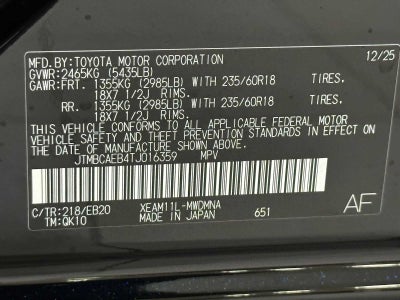 MFD.BY:TOYOTA MOTOR CORPORATION 12/25
GVWR:2465KG (5435LB)
GAWR:FRT. 1355KG (2985LB) WITH 235/60R18 TIRES.
18X7 1/2J RIMS.
RR. 1355KG (2985LB) WITH 235/60R18 TIRES.
18X7 1/2J RIMS.
THIS VEHICLE CONFORMS TO ALL APPLICABLE FEDERAL MOTOR
VEHICLE SAFETY AND THEFT PREVENTION STANDARDS IN EFFECT
ON THE DATE OF MANUFACTURE SHOWN ABOVE.
JTMBCAEB4TJ016359 MPV
C/TR:218/EB20 XEAM11L-MWDMNA
TM:QK10 MADE IN JAPAN 651 AF